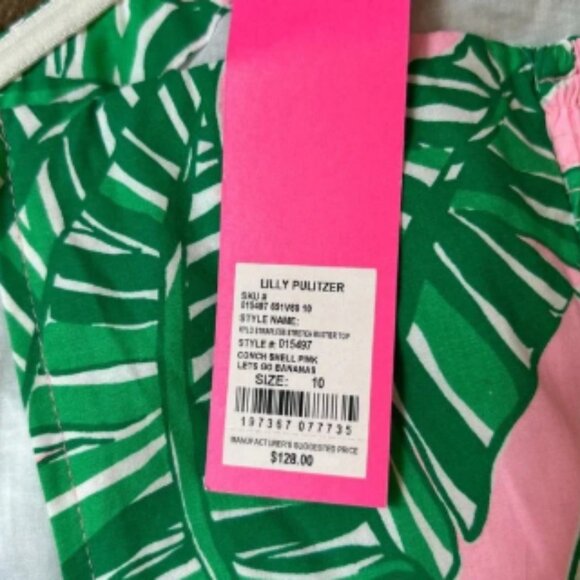 LILLY PULITZER
SKU #
015497 651V65 10
STYLE NAME:
STRAPLESS STRETCH BUSTIER TOP
STYLE #: 015497
CONCH SHELL PINK
LETS GO BANANAS
SIZE: 10
197367 077735
MANUFACTURER'S SUGGESTED PRICE
$128.00